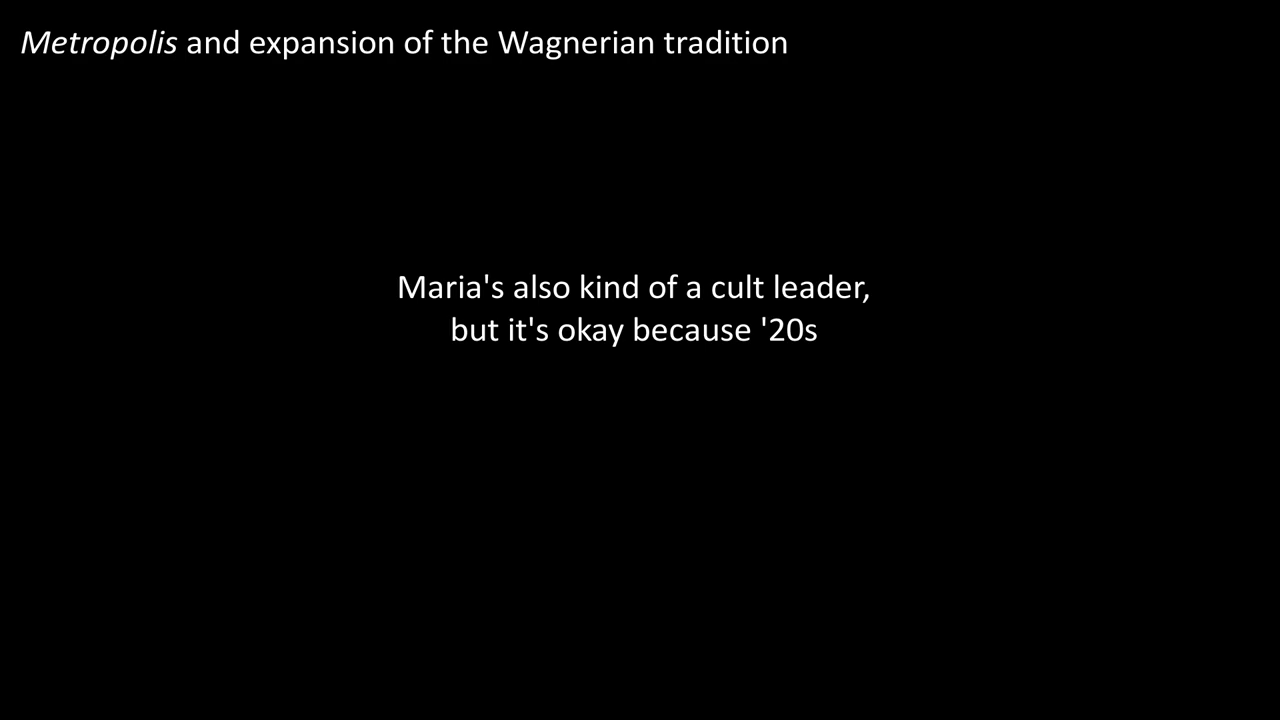 Metropolis and expansion of the Wagnerian tradition
Maria's also kind of a cult leader,
but it's okay because '20s